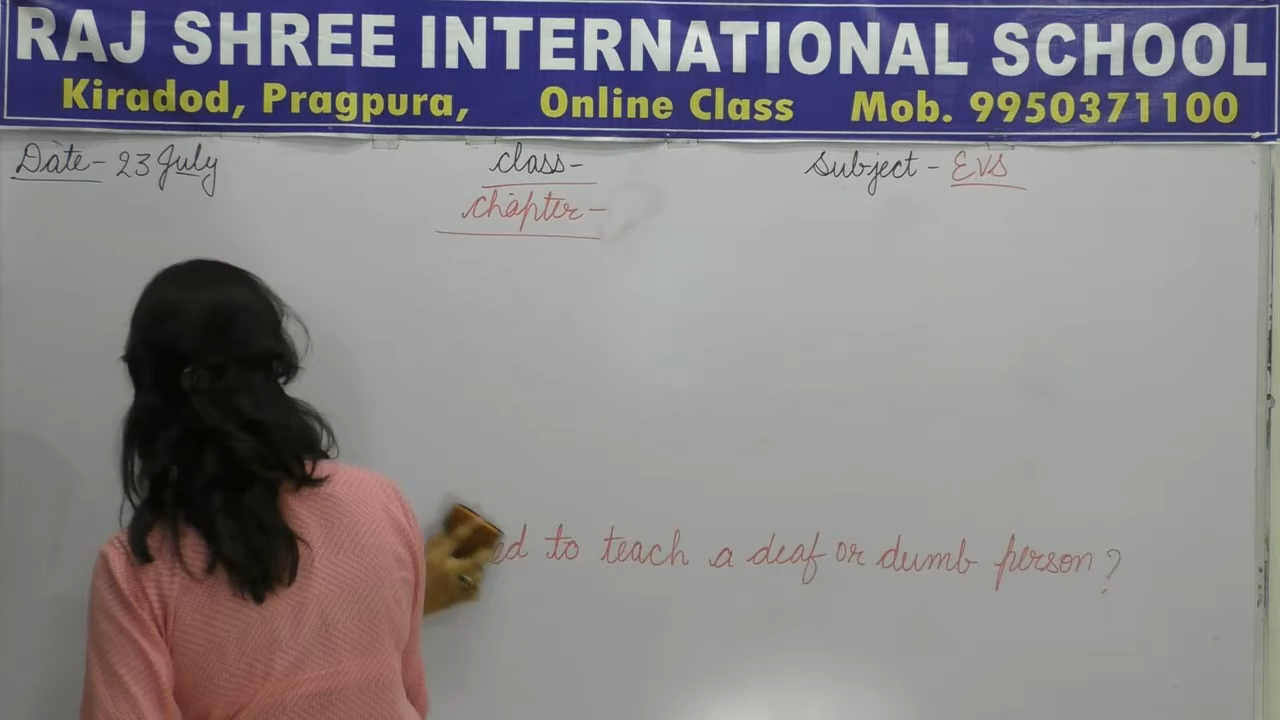 RAJ SHREE INTERNATIONAL SCHOOL
Kiradod, Pragpura, Online Class Mob. 9950371100
Date- 23 July class- Subject - EVS
chapter-
ed to teach a deaf or dumb person?